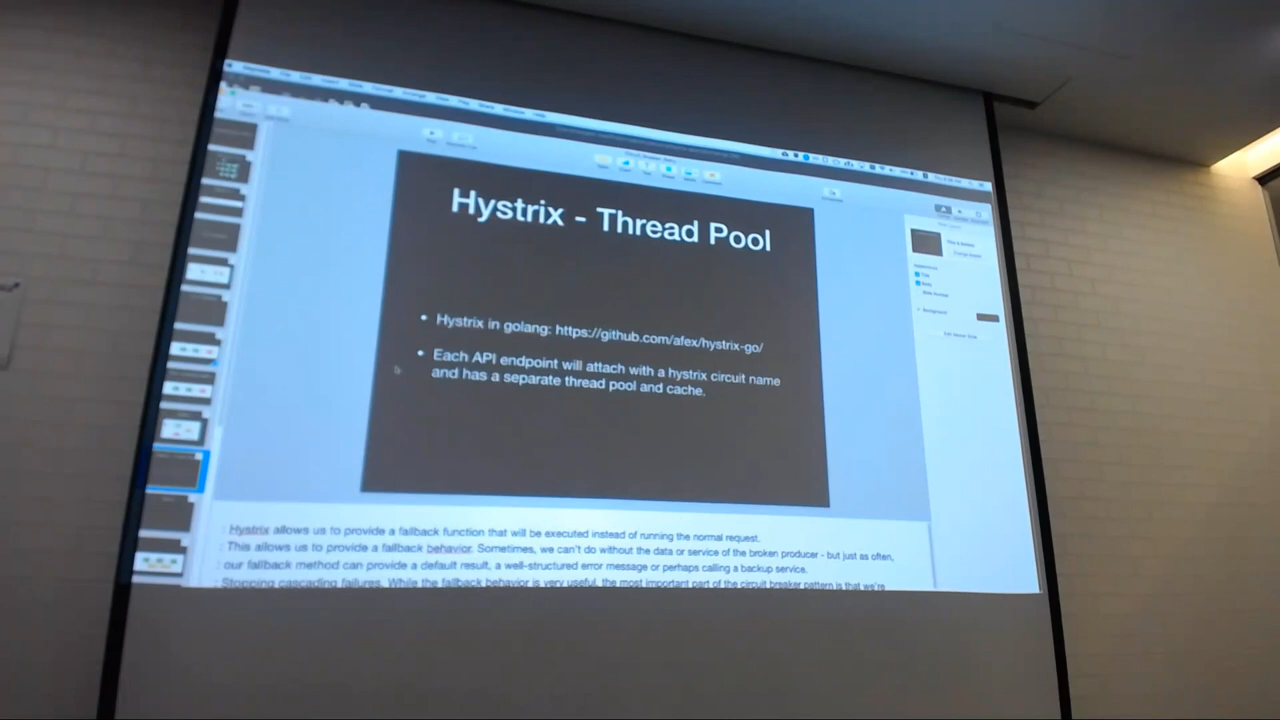 Hystrix - Thread Pool
• Hystrix in golang: https://github.com/afex/hystrix-go/
• Each API endpoint will attach with a hystrix circuit name
and has a separate thread pool and cache.
Hystrix allows us to provide a fallback function that will be executed instead of running the normal request.
This allows us to provide a fallback behavior. Sometimes, we can't do without the data or service of the broken producer - but just as often,
our fallback method can provide a default result, a well-structured error message or perhaps calling a backup service.
Stopping cascading failures. While the fallback behavior is very useful, the most important part of the circuit breaker pattern is that we're